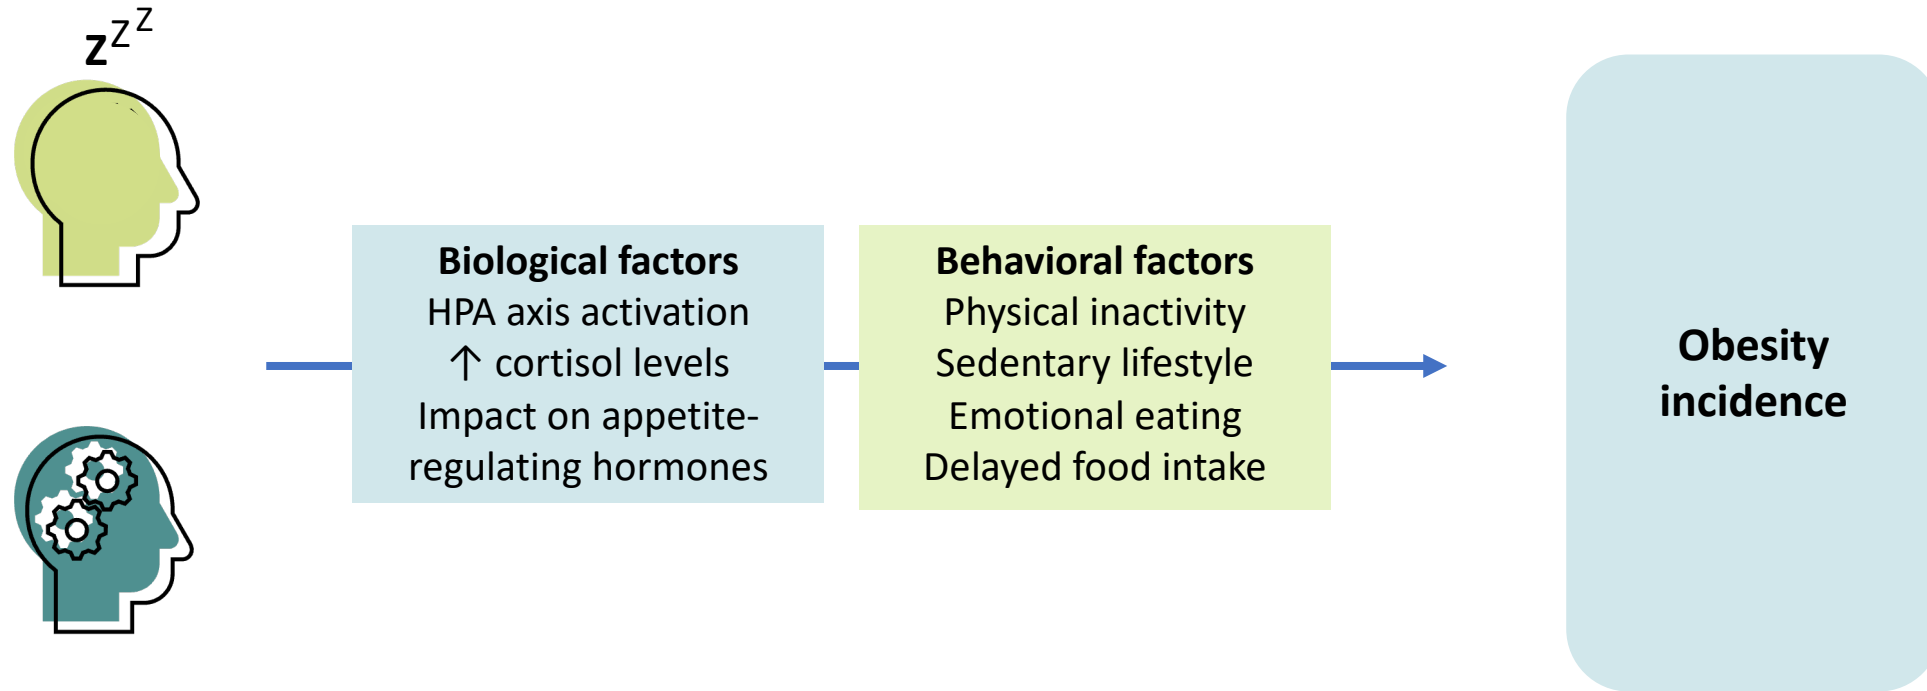 zZZ
Biological factors
HPA axis activation
↑ cortisol levels
Impact on appetite-
regulating hormones
Behavioral factors
Physical inactivity
Sedentary lifestyle
Emotional eating
Delayed food intake
Obesity
incidence